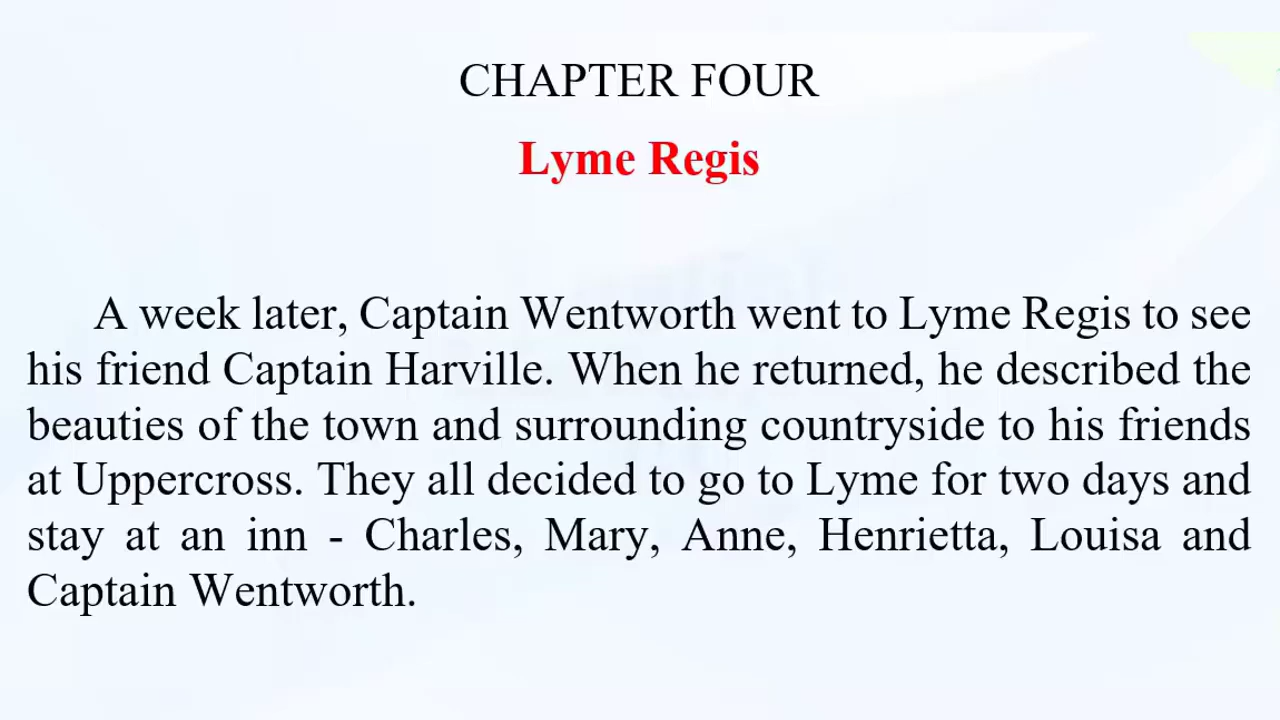 CHAPTER FOUR
Lyme Regis
A week later, Captain Wentworth went to Lyme Regis to see
his friend Captain Harville. When he returned, he described the
beauties of the town and surrounding countryside to his friends
at Uppercross. They all decided to go to Lyme for two days and
stay at an inn - Charles, Mary, Anne, Henrietta, Louisa and
Captain Wentworth.